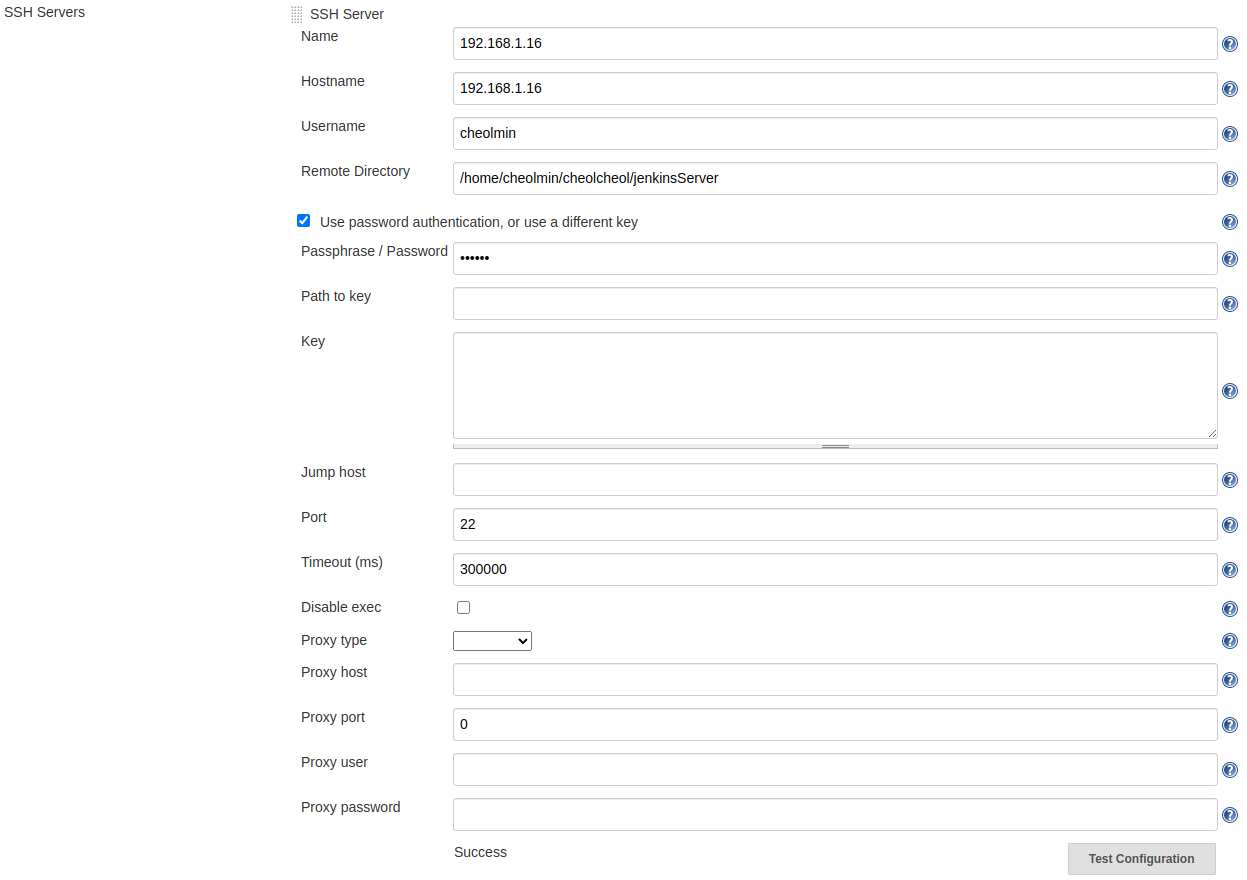 SSH Servers
SSH Server
Name
192.168.1.16
Hostname
192.168.1.16
Username
cheolmin
Remote Directory
/home/cheolmin/cheolcheol/jenkinsServer
Use password authentication, or use a different key
Passphrase / Password
••••••
Path to key
Key
Jump host
Port
22
Timeout (ms)
300000
Disable exec
Proxy type
Proxy host
Proxy port
0
Proxy user
Proxy password
Success
Test Configuration